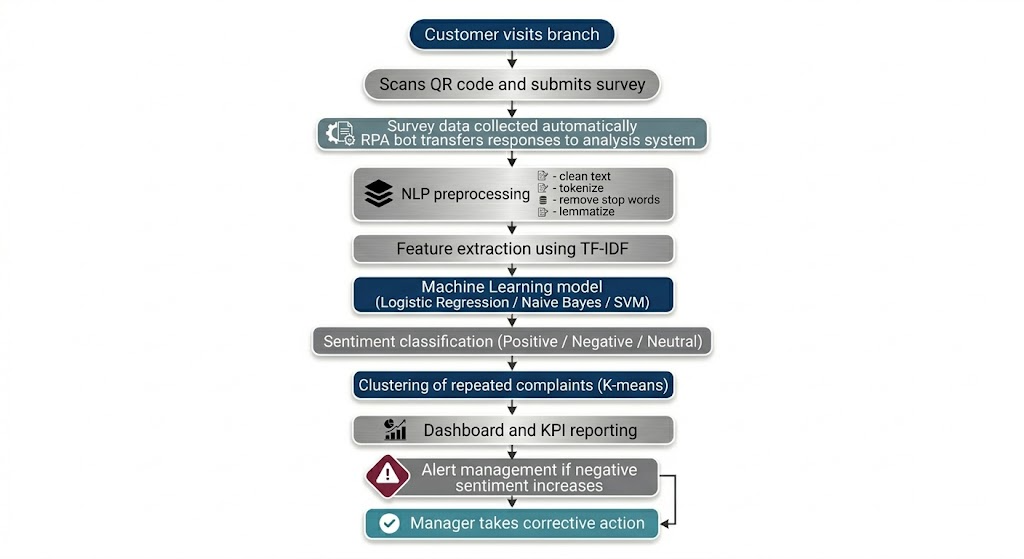 Customer visits branch
Scans QR code and submits survey
Survey data collected automatically
RPA bot transfers responses to analysis system
NLP preprocessing
- clean text
- tokenize
- remove stop words
- lemmatize
Feature extraction using TF-IDF
Machine Learning model
(Logistic Regression / Naive Bayes / SVM)
Sentiment classification (Positive / Negative / Neutral)
Clustering of repeated complaints (K-means)
Dashboard and KPI reporting
Alert management if negative
sentiment increases
Manager takes corrective action